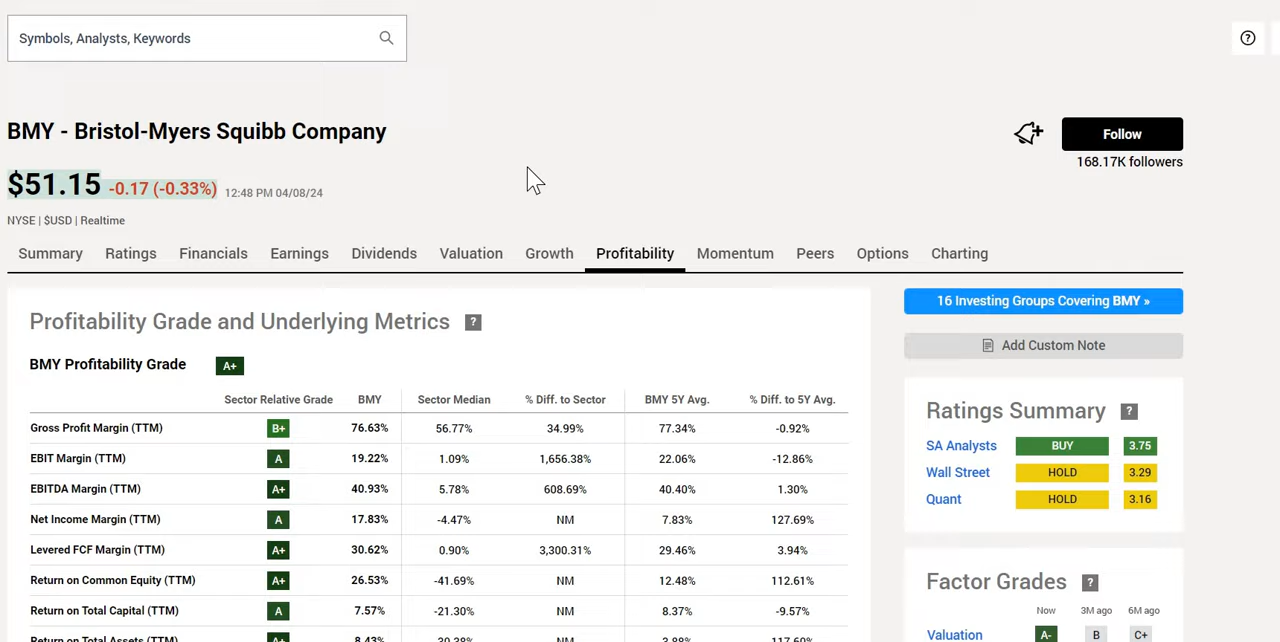 Symbols, Analysts, Keywords
BMY - Bristol-Myers Squibb Company
Follow
168.17K followers
$51.15 -0.17 (-0.33%) 12:48 PM 04/08/24
NYSE | $USD | Realtime
Summary Ratings Financials Earnings Dividends Valuation Growth Profitability Momentum Peers Options Charting
Profitability Grade and Underlying Metrics ?
BMY Profitability Grade A+
Sector Relative Grade BMY Sector Median % Diff. to Sector BMY 5Y Avg. % Diff. to 5Y Avg.
Gross Profit Margin (TTM) B+ 76.63% 56.77% 34.99% 77.34% -0.92%
EBIT Margin (TTM) A 19.22% 1.09% 1,656.38% 22.06% -12.86%
EBITDA Margin (TTM) A+ 40.93% 5.78% 608.69% 40.40% 1.30%
Net Income Margin (TTM) A 17.83% -4.47% NM 7.83% 127.69%
Levered FCF Margin (TTM) A+ 30.62% 0.90% 3,300.31% 29.46% 3.94%
Return on Common Equity (TTM) A+ 26.53% -41.69% NM 12.48% 112.61%
Return on Total Capital (TTM) A 7.57% -21.30% NM 8.37% -9.57%
Return on Total Assets (TTM) A+ 8.43% NM 117.60%
16 Investing Groups Covering BMY »
Add Custom Note
Ratings Summary ?
SA Analysts BUY 3.75
Wall Street HOLD 3.29
Quant HOLD 3.16
Factor Grades ?
Now 3M ago 6M ago
Valuation A- B C+